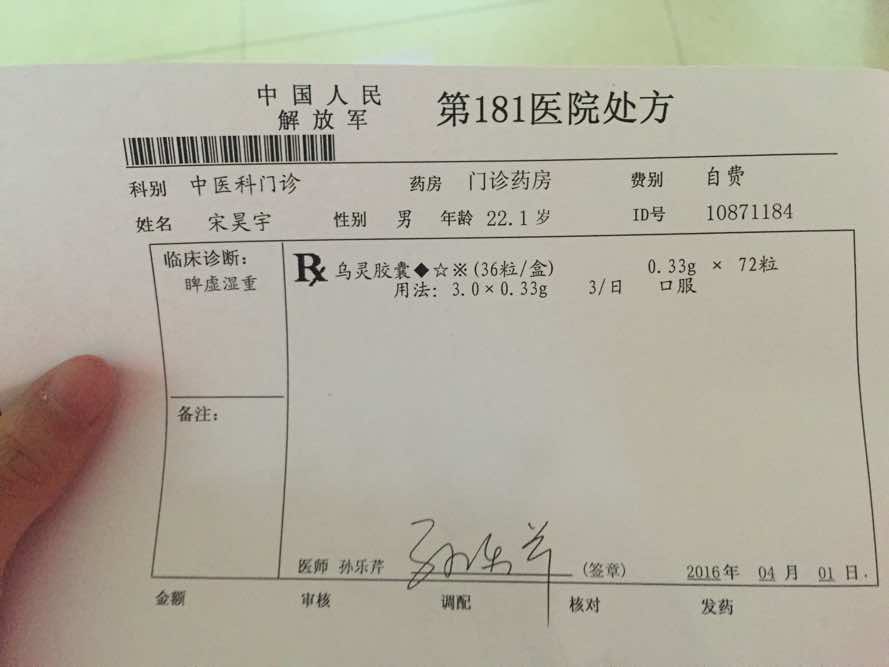 中国人民
解放军
第181医院处方
科别 中医科门诊 药房 门诊药房 费别 自费
姓名 宋昊宇 性别 男 年龄 22.1岁 ID号 10871184
临床诊断:
睥虚湿重
Rx 乌灵胶囊◆☆※(36粒/盒) 0.33g × 72粒
用法: 3.0×0.33g 3/日 口服
备注:
医师 孙乐芹 孙乐芹 (签章) 2016年 04月 01日.
金额 审核 调配 核对 发药